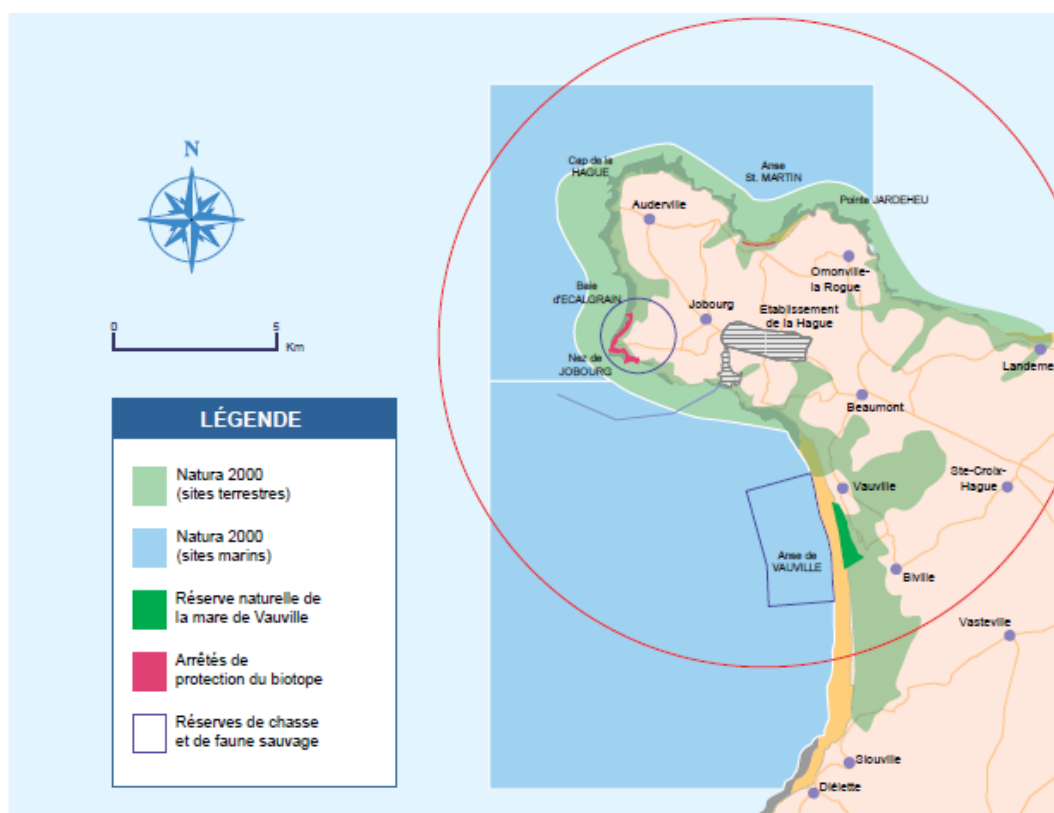 N
0
5
Km
LÉGENDE
Natura 2000
(sites terrestres)
Natura 2000
(sites marins)
Réserve naturelle de
la mare de Vauville
Arrêtés de
protection du biotope
Réserves de chasse
et de faune sauvage
Cap de la
HAGUE
Anse
St. MARTIN
Pointe JARDEHEU
Auderville
Omonville-
la Rogue
Baie
d'ECALGRAIN
Jobourg
Etablissement
de la Hague
Nez de
JOBOURG
Landeme
Beaumont
Ste-Croix-
Hague
Vauville
Anse de
VAUVILLE
Biville
Vasteville
Siouville
Diélette